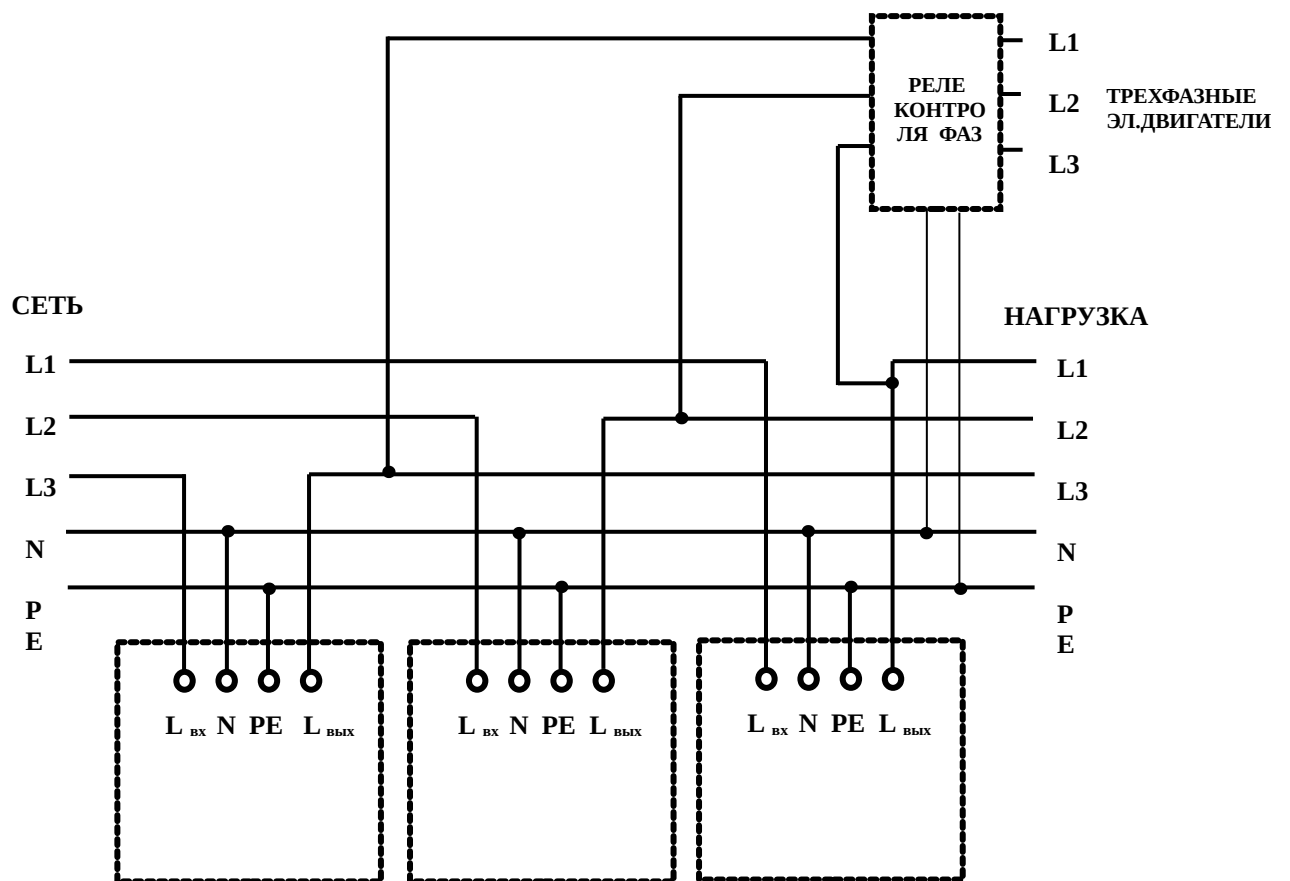 L1
РЕЛЕ
КОНТРО
ЛЯ ФАЗ
L2
ТРЕХФАЗНЫЕ
ЭЛ.ДВИГАТЕЛИ
L3
СЕТЬ
НАГРУЗКА
L1
L1
L2
L2
L3
L3
N
N
P
E
P
E
L вх N PE L вых
L вх N PE L вых
L вх N PE L вых